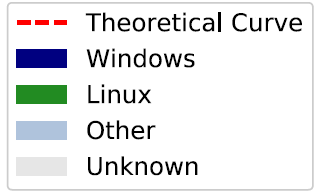 Theoretical Curve
Windows
Linux
Other
Unknown